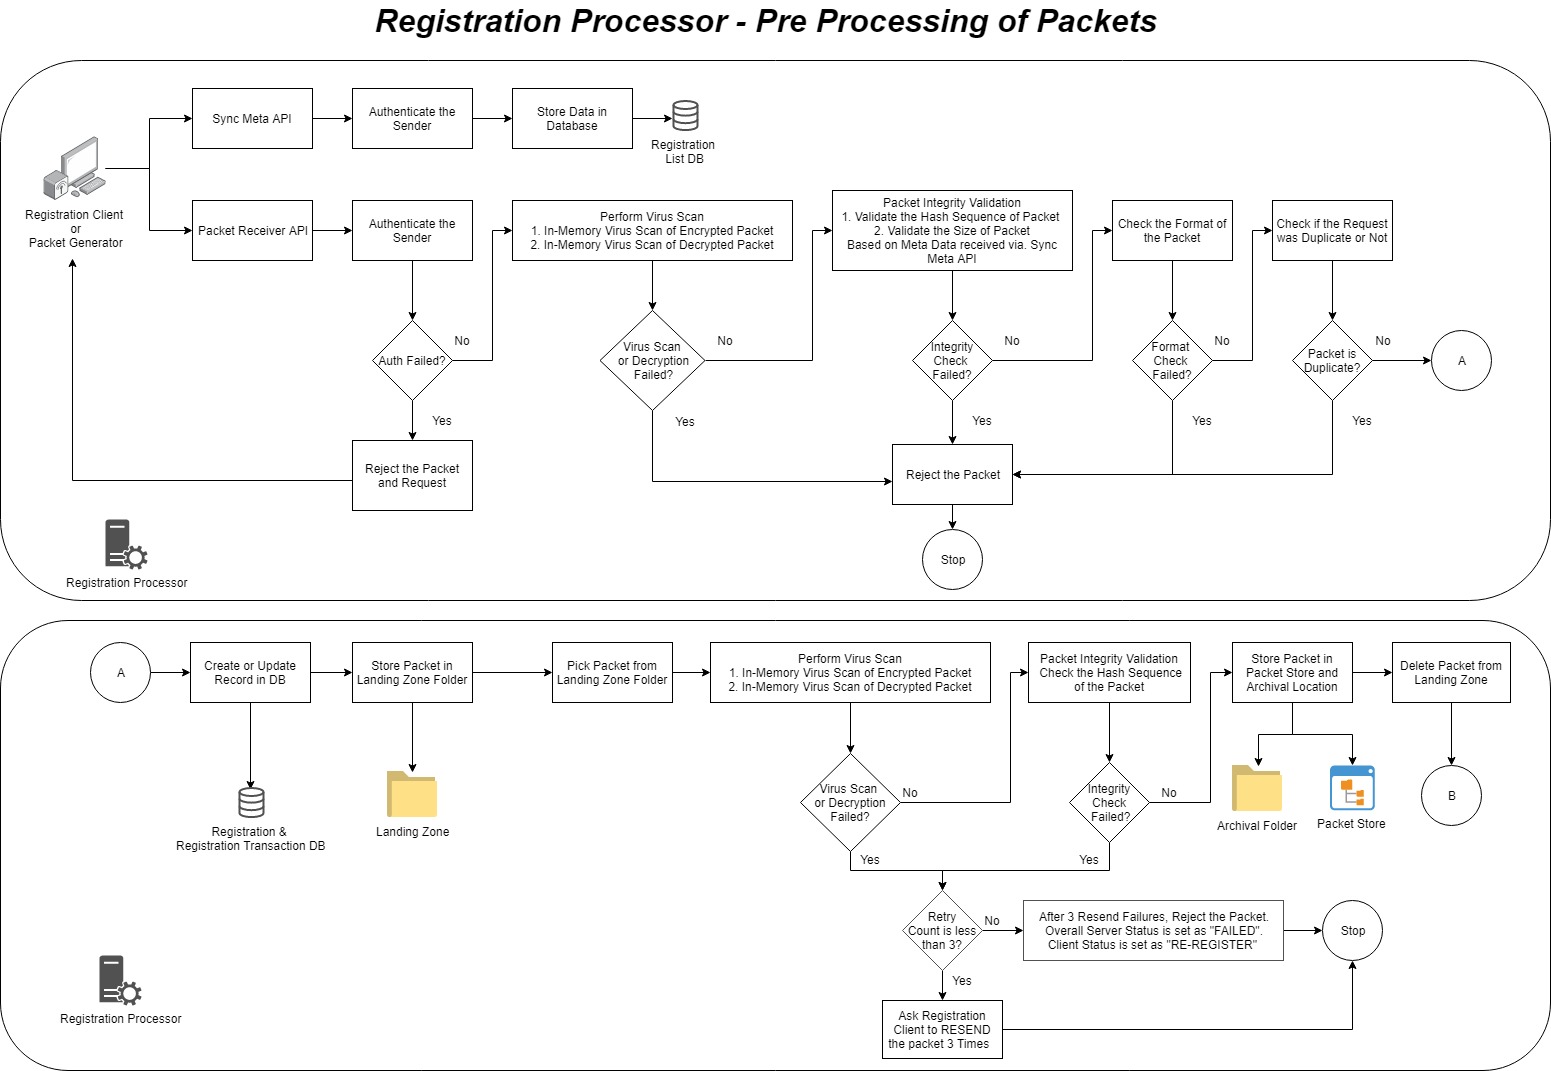 Registration Processor - Pre Processing of Packets
Sync Meta API
Authenticate the
Sender
Store Data in
Database
Registration
List DB
Registration Client
or
Packet Generator
Packet Receiver API
Authenticate the
Sender
Perform Virus Scan
1. In-Memory Virus Scan of Encrypted Packet
2. In-Memory Virus Scan of Decrypted Packet
Packet Integrity Validation
1. Validate the Hash Sequence of Packet
2. Validate the Size of Packet
Based on Meta Data received via. Sync
Meta API
Check the Format of
the Packet
Check if the Request
was Duplicate or Not
Auth Failed?
No
Yes
Virus Scan
or Decryption
Failed?
No
Yes
Integrity
Check
Failed?
No
Yes
Format
Check
Failed?
No
Yes
Packet is
Duplicate?
No
Yes
A
Reject the Packet
and Request
Reject the Packet
Stop
Registration Processor
A
Create or Update
Record in DB
Store Packet in
Landing Zone Folder
Pick Packet from
Landing Zone Folder
Perform Virus Scan
1. In-Memory Virus Scan of Encrypted Packet
2. In-Memory Virus Scan of Decrypted Packet
Packet Integrity Validation
Check the Hash Sequence
of the Packet
Store Packet in
Packet Store and
Archival Location
Delete Packet from
Landing Zone
Registration &
Registration Transaction DB
Landing Zone
Virus Scan
or Decryption
Failed?
No
Yes
Integrity
Check
Failed?
No
Yes
Archival Folder
Packet Store
B
Retry
Count is less
than 3?
No
Yes
After 3 Resend Failures, Reject the Packet.
Overall Server Status is set as "FAILED".
Client Status is set as "RE-REGISTER"
Stop
Ask Registration
Client to RESEND
the packet 3 Times
Registration Processor